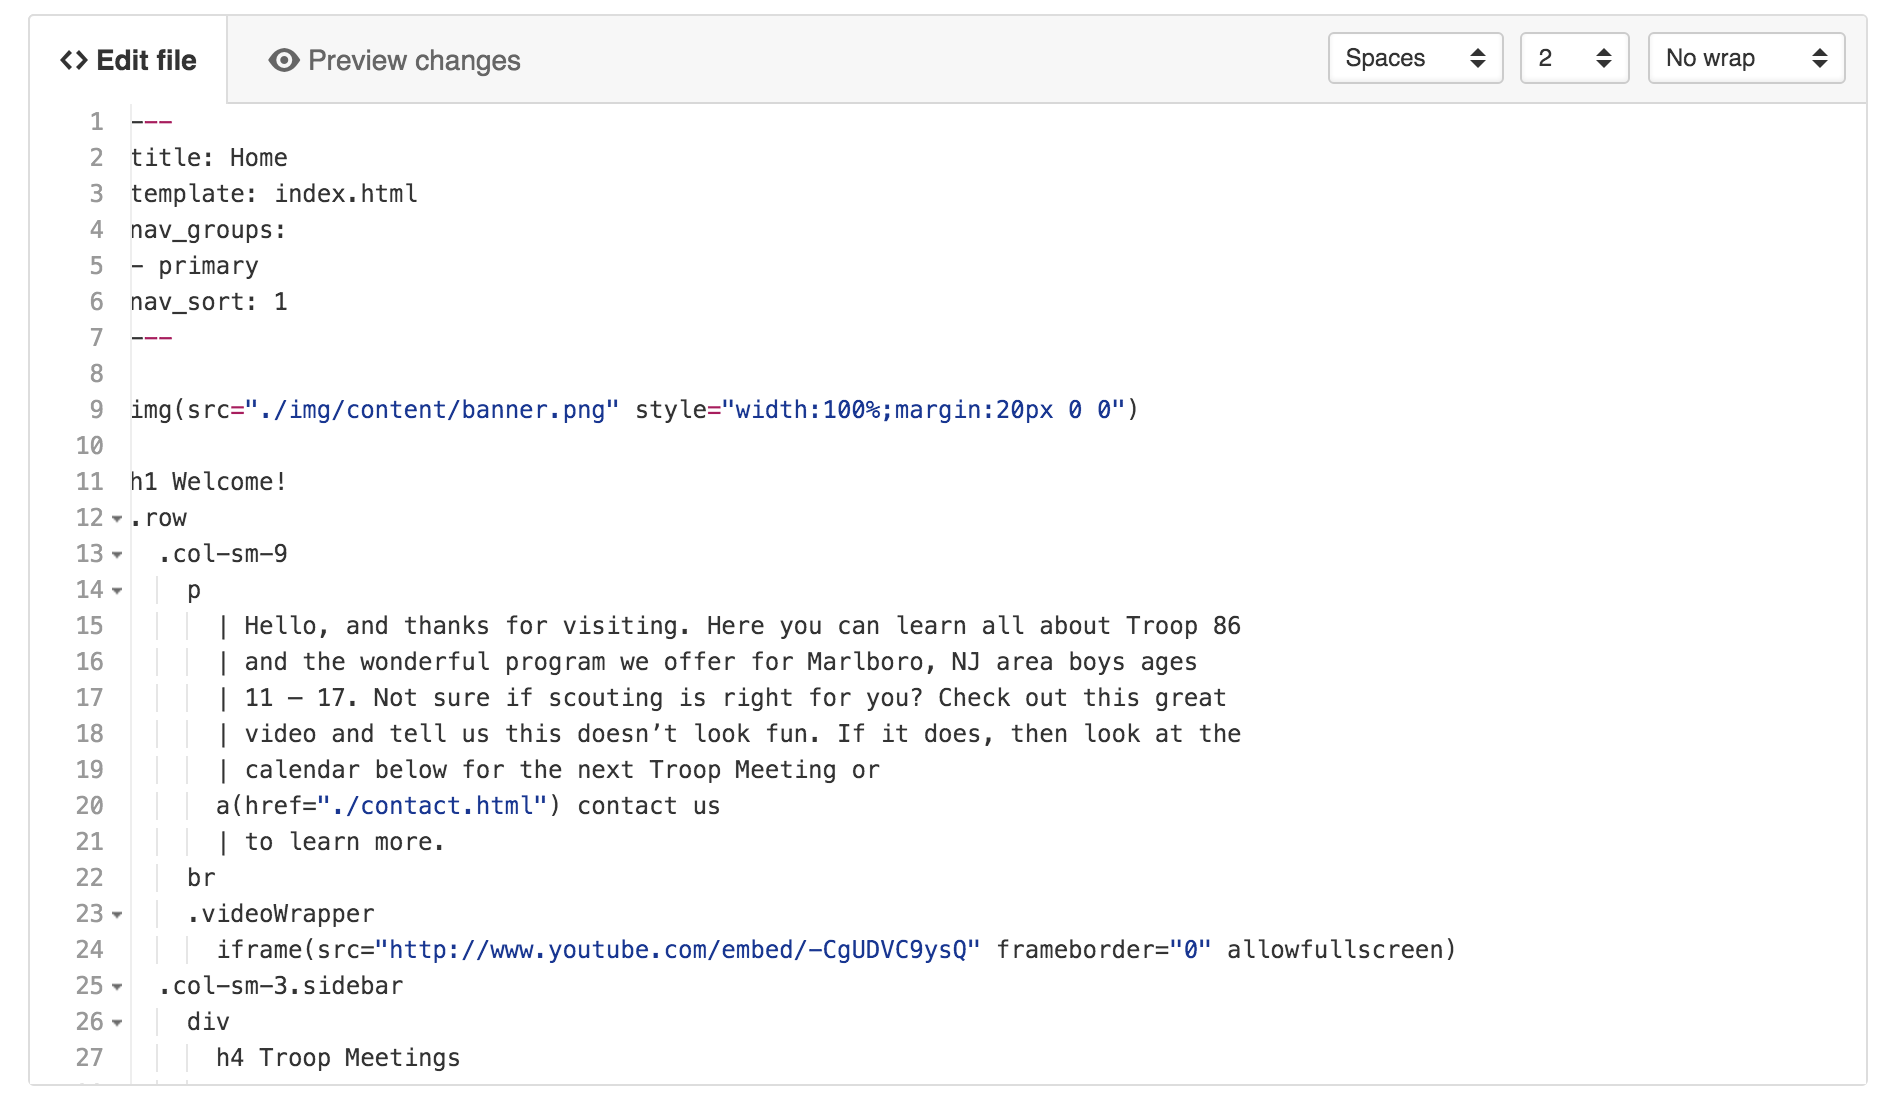 <> Edit file  Preview changes  Spaces  2  No wrap
1 ---
2 title: Home
3 template: index.html
4 nav_groups:
5 - primary
6 nav_sort: 1
7 ---
8
9 img(src="./img/content/banner.png" style="width:100%;margin:20px 0 0")
10
11 h1 Welcome!
12 .row
13   .col-sm-9
14     p
15       | Hello, and thanks for visiting. Here you can learn all about Troop 86
16       | and the wonderful program we offer for Marlboro, NJ area boys ages
17       | 11 – 17. Not sure if scouting is right for you? Check out this great
18       | video and tell us this doesn’t look fun. If it does, then look at the
19       | calendar below for the next Troop Meeting or
20       a(href="./contact.html") contact us
21       | to learn more.
22     br
23     .videoWrapper
24       iframe(src="http://www.youtube.com/embed/-CgUDVC9ysQ" frameborder="0" allowfullscreen)
25   .col-sm-3.sidebar
26     div
27       h4 Troop Meetings